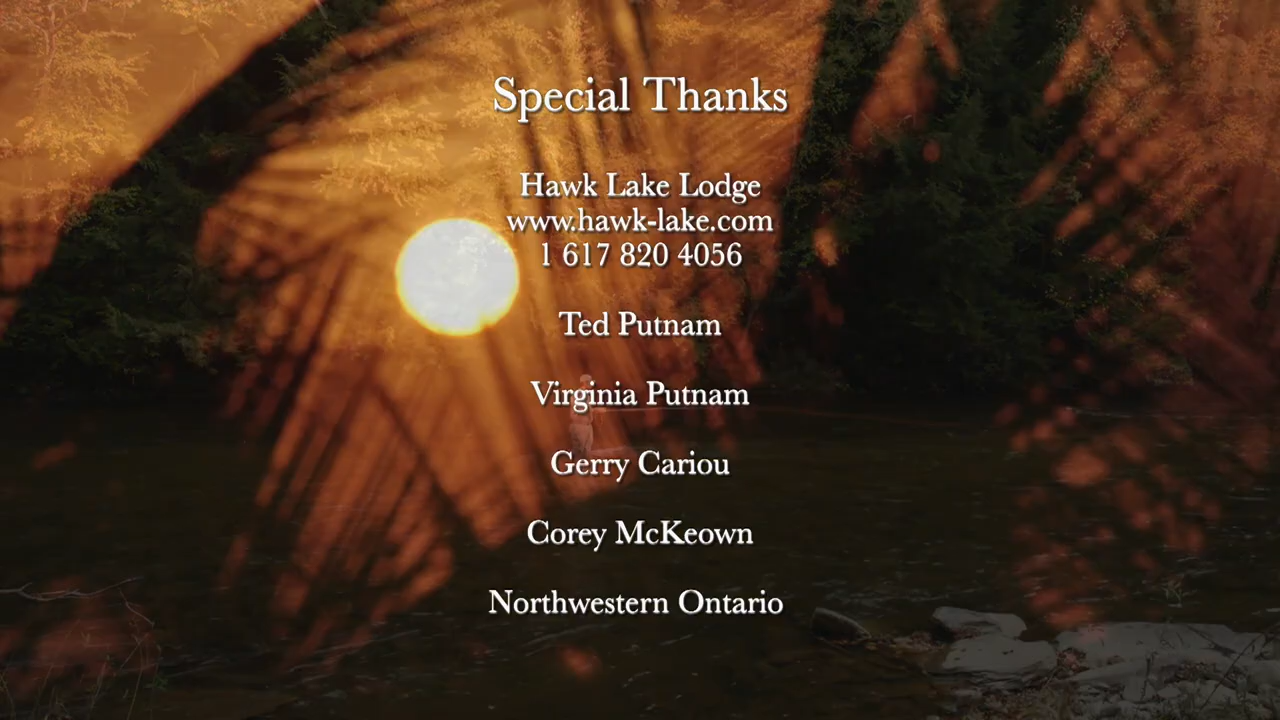 Special Thanks
Hawk Lake Lodge
www.hawk-lake.com
1 617 820 4056
Ted Putnam
Virginia Putnam
Gerry Cariou
Corey McKeown
Northwestern Ontario